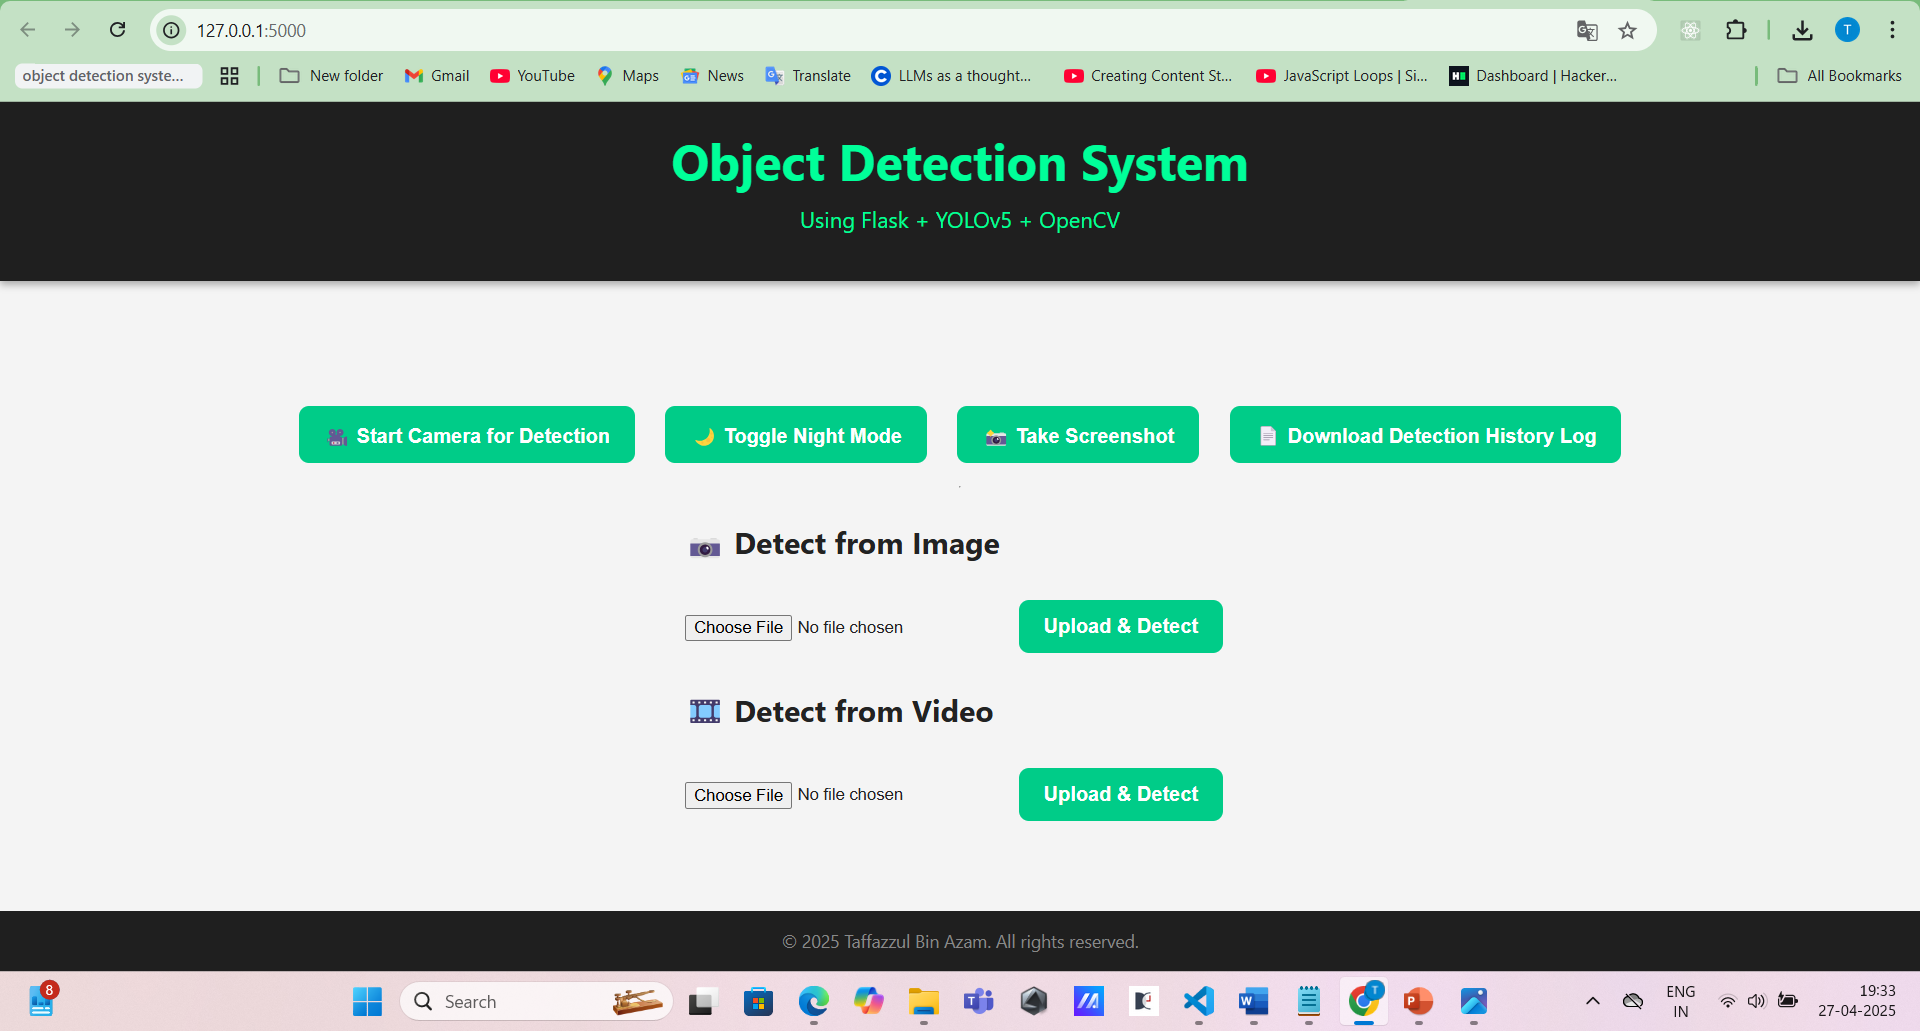 127.0.0.1:5000
T
object detection syste...
New folder
Gmail
YouTube
Maps
News
Translate
LLMs as a thought...
Creating Content St...
JavaScript Loops | Si...
Dashboard | Hacker...
All Bookmarks
Object Detection System
Using Flask + YOLOv5 + OpenCV
Start Camera for Detection
Toggle Night Mode
Take Screenshot
Download Detection History Log
Detect from Image
Choose File No file chosen
Upload & Detect
Detect from Video
Choose File No file chosen
Upload & Detect
© 2025 Taffazzul Bin Azam. All rights reserved.
8
Search
T
ENG
IN
19:33
27-04-2025